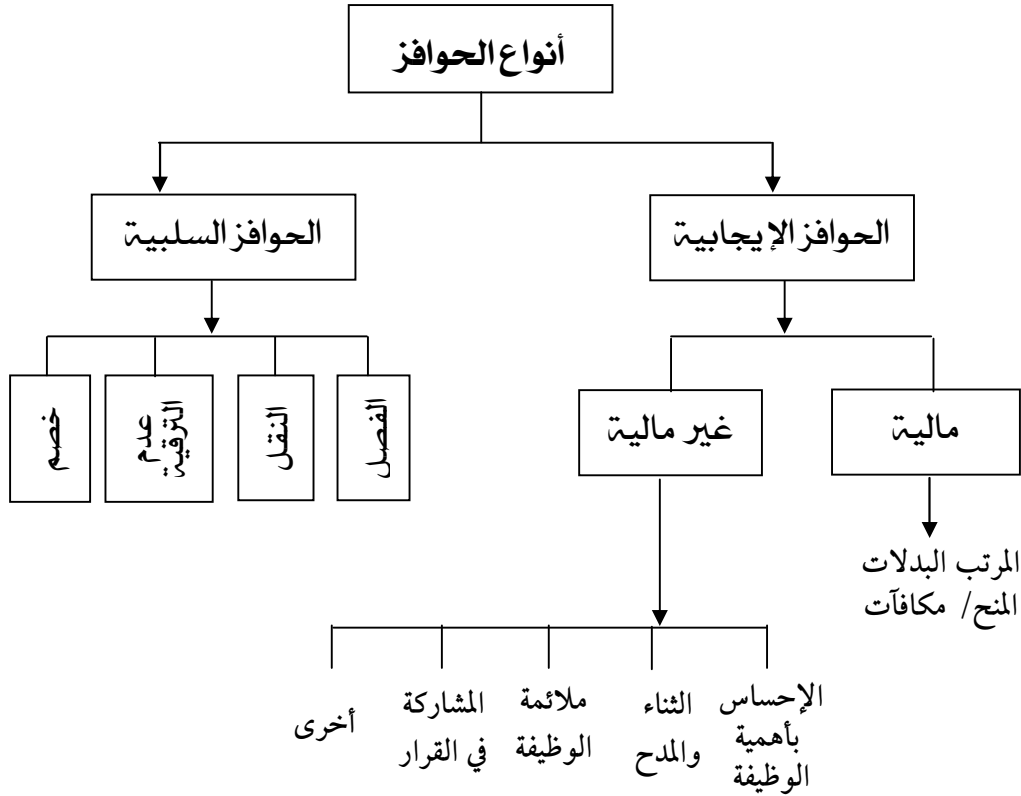 أنواع الحوافز
الحوافز الإيجابية
الحوافز السلبية
مالية
غير مالية
الفصل
النقل
عدم
الترقية
خصم
المرتب البدلات
المنح/ مكافآت
الإحساس
بأهمية
الوظيفة
الثناء
والمدح
ملائمة
الوظيفة
المشاركة
في القرار
أخرى